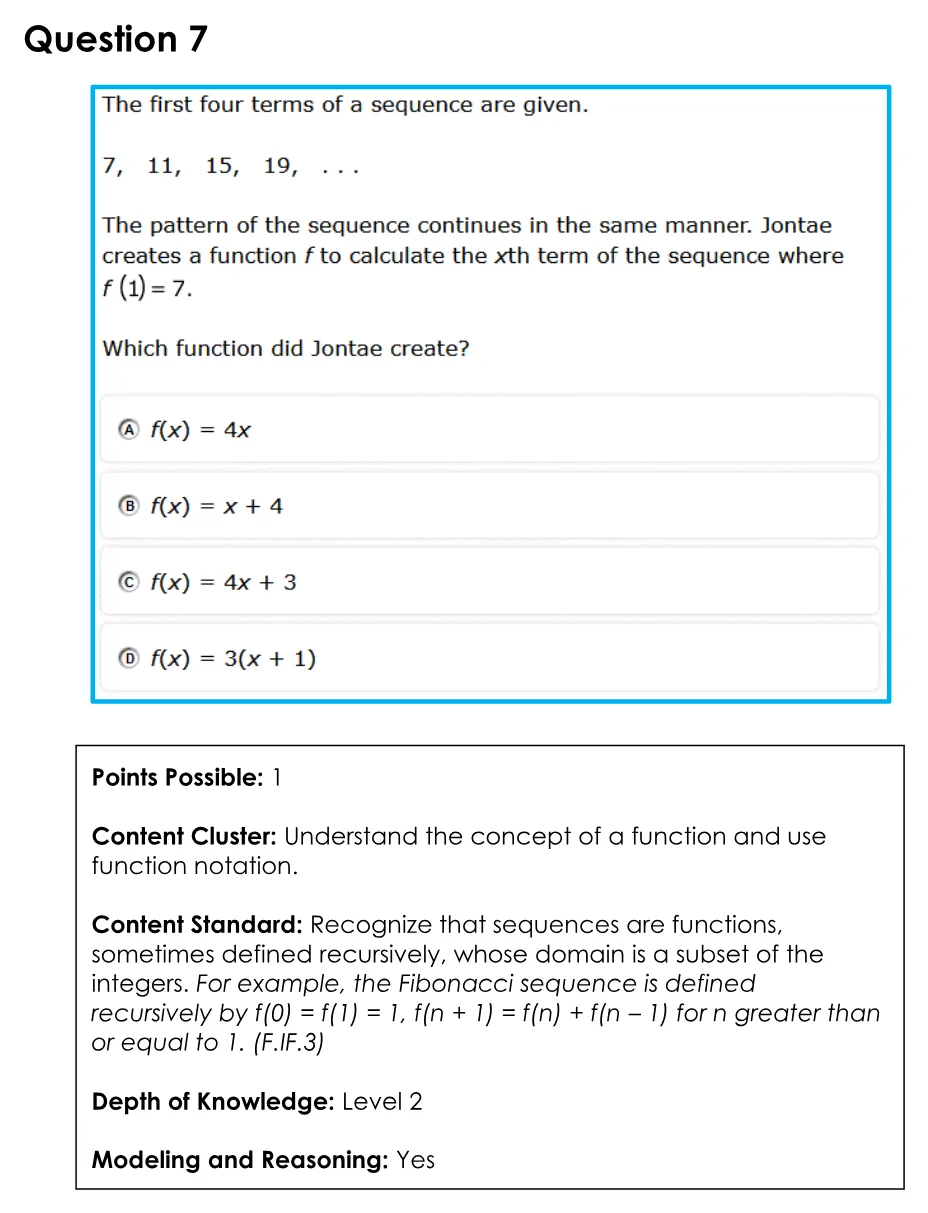 Question 7
The first four terms of a sequence are given.
7, 11, 15, 19, . . .
The pattern of the sequence continues in the same manner. Jontae
creates a function f to calculate the xth term of the sequence where
f (1) = 7.
Which function did Jontae create?
A f(x) = 4x
B f(x) = x + 4
C f(x) = 4x + 3
D f(x) = 3(x + 1)
Points Possible: 1
Content Cluster: Understand the concept of a function and use
function notation.
Content Standard: Recognize that sequences are functions,
sometimes defined recursively, whose domain is a subset of the
integers. For example, the Fibonacci sequence is defined
recursively by f(0) = f(1) = 1, f(n + 1) = f(n) + f(n – 1) for n greater than
or equal to 1. (F.IF.3)
Depth of Knowledge: Level 2
Modeling and Reasoning: Yes